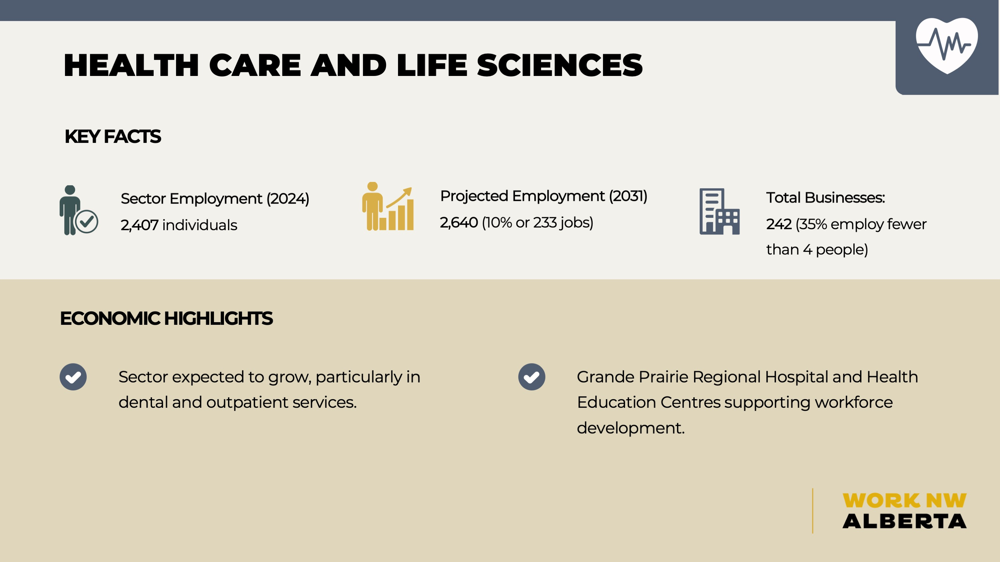 HEALTH CARE AND LIFE SCIENCES
KEY FACTS
Sector Employment (2024)
2,407 individuals
Projected Employment (2031)
2,640 (10% or 233 jobs)
Total Businesses:
242 (35% employ fewer
than 4 people)
ECONOMIC HIGHLIGHTS
Sector expected to grow, particularly in
dental and outpatient services.
Grande Prairie Regional Hospital and Health
Education Centres supporting workforce
development.
WORK NW
ALBERTA